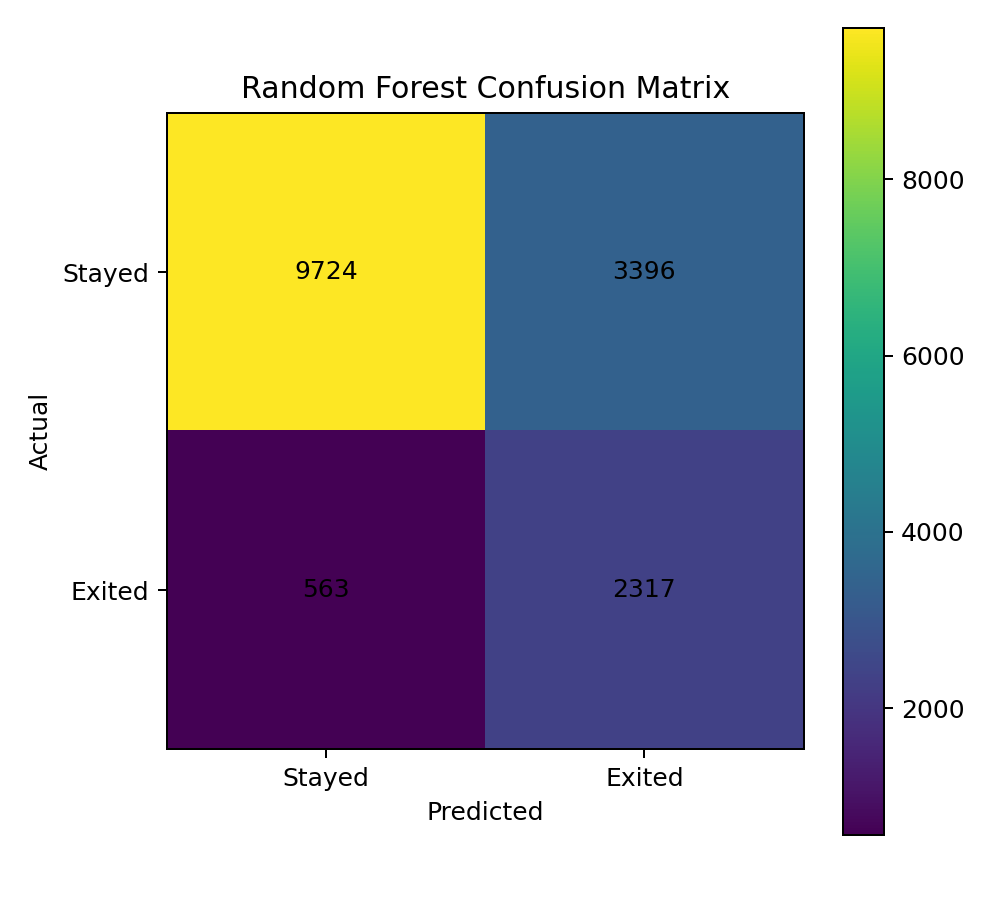 Random Forest Confusion Matrix
Stayed
9724
3396
Exited
563
2317
Actual
Stayed
Exited
Predicted
8000
6000
4000
2000